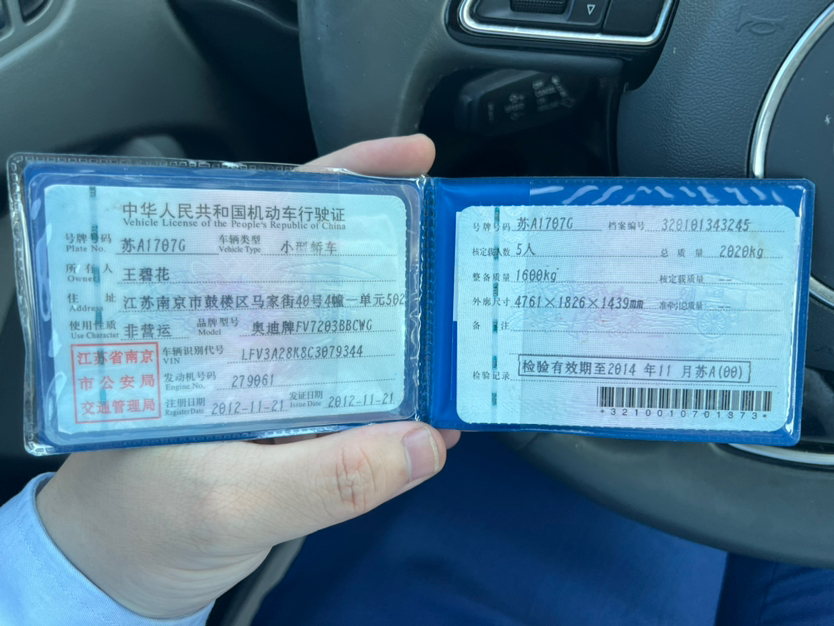 中华人民共和国机动车行驶证
Vehicle License of the People's Republic of China
号牌号码 苏A1707G 车辆类型 小型轿车
Plate No. Vehicle Type
所有人 王碧花
Owner
住址 江苏南京市鼓楼区马家街40号4幢一单元502
Address
使用性质 非营运 品牌型号 奥迪牌FV7203BBCWG
Use Character Model
江苏省南京
市公安局
交通管理局
车辆识别代号 LFV3A28K8C3079344
VIN
发动机号码 279061
Engine No.
注册日期 2012-11-21 发证日期 2012-11-21
Register Date Issue Date
号牌号码 苏A1707G 档案编号 320101343245
核定载人数 5人 总质量 2020kg
整备质量 1600kg 核定载质量 --
外廓尺寸 4761×1826×1439mm 准牵引总质量 --
备注
检验记录 检验有效期至2014年11月苏A(00)
*3210010701373*